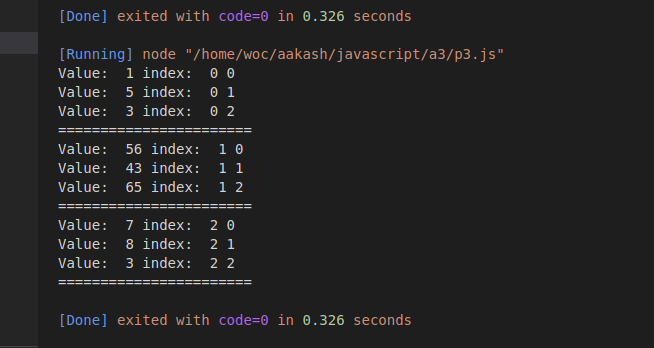 [Done] exited with code=0 in 0.326 seconds
[Running] node "/home/woc/aakash/javascript/a3/p3.js"
Value:  1 index:  0 0
Value:  5 index:  0 1
Value:  3 index:  0 2
=======================
Value:  56 index:  1 0
Value:  43 index:  1 1
Value:  65 index:  1 2
=======================
Value:  7 index:  2 0
Value:  8 index:  2 1
Value:  3 index:  2 2
=======================
[Done] exited with code=0 in 0.326 seconds